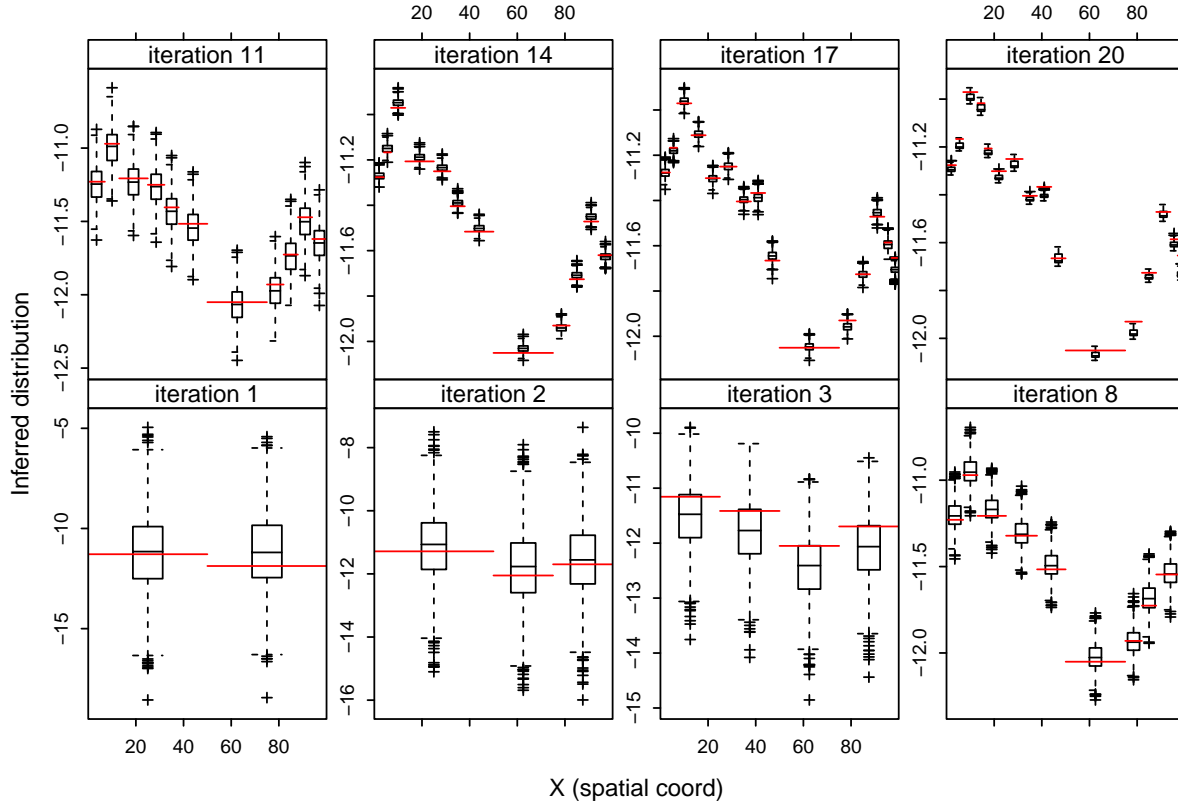 20 40 60 80
20 40 60 80
iteration 11
iteration 14
iteration 17
iteration 20
−11.0
−11.5
−12.0
−12.5
−11.2
−11.6
−12.0
−11.2
−11.6
−12.0
−11.2
−11.6
−12.0
Inferred distribution
iteration 1
iteration 2
iteration 3
iteration 8
−5
−10
−15
−8
−10
−12
−14
−16
−10
−11
−12
−13
−14
−15
−11.0
−11.5
−12.0
20 40 60 80
20 40 60 80
X (spatial coord)